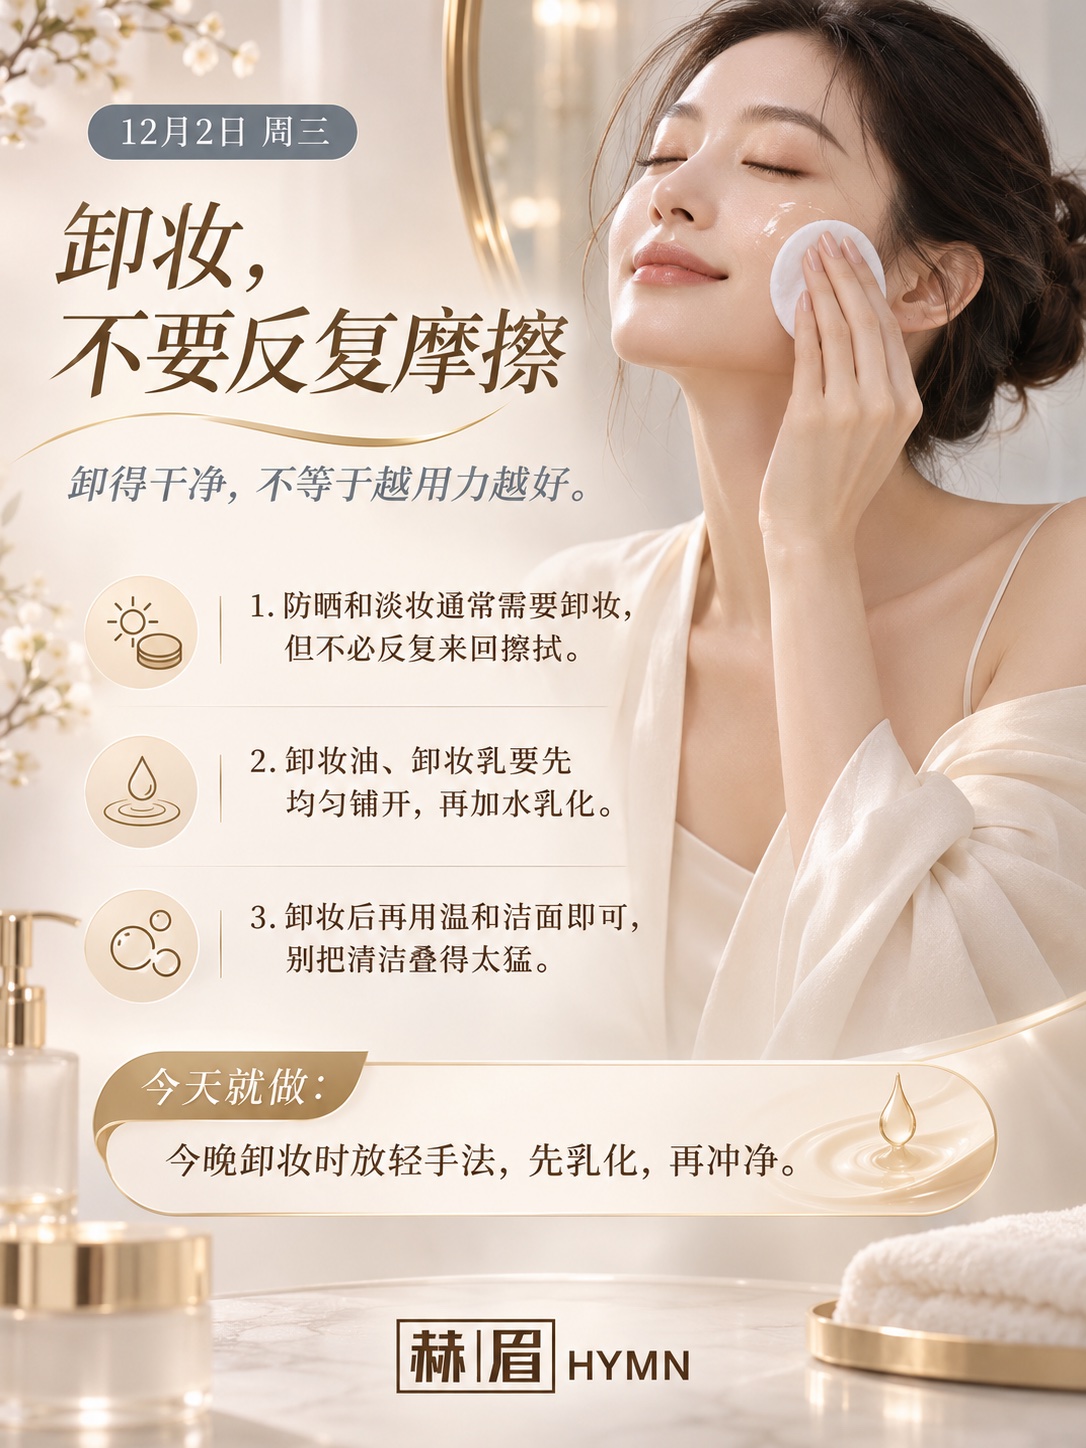 12月2日 周三
卸妆，
不要反复摩擦
卸得干净，不等于越用力越好。
1. 防晒和淡妆通常需要卸妆，
但不必反复来回擦拭。
2. 卸妆油、卸妆乳要先
均匀铺开，再加水乳化。
3. 卸妆后再用温和洁面即可，
别把清洁叠得太猛。
今天就做：
今晚卸妆时放轻手法，先乳化，再冲净。
赫|眉 HYMN